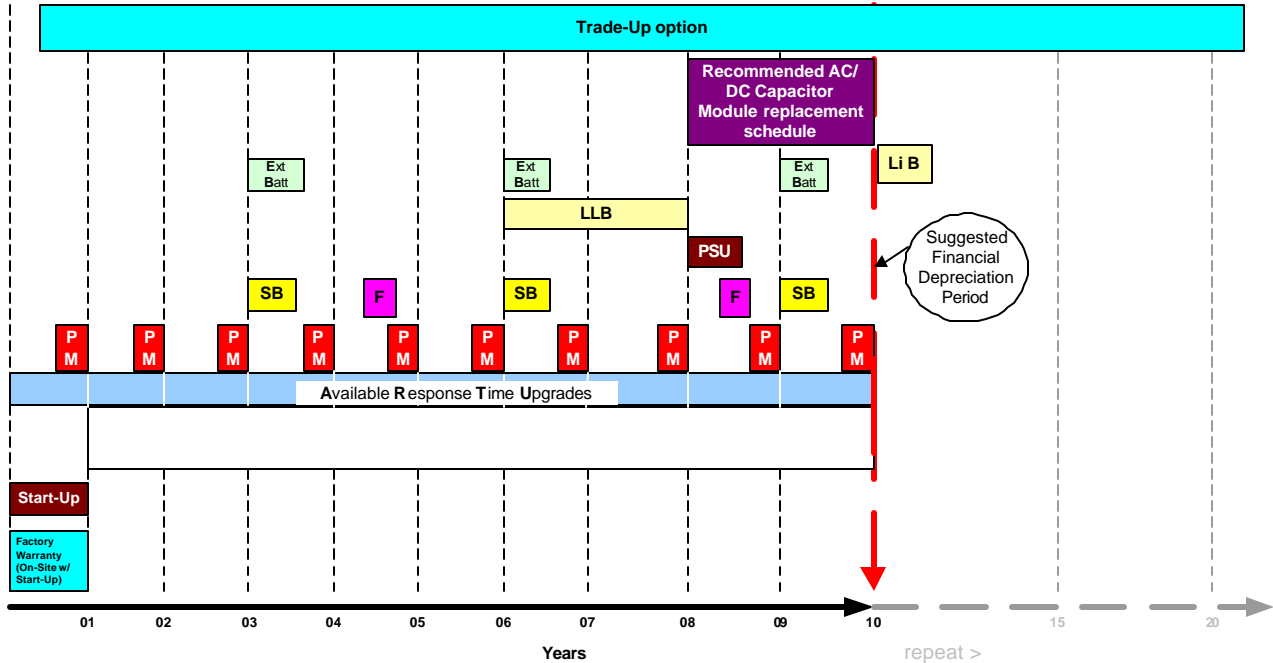 Trade-Up option
Recommended AC/
DC Capacitor
Module replacement
schedule
Ext
Batt
Ext
Batt
Ext
Batt
Li B
LLB
PSU
Suggested
Financial
Depreciation
Period
SB
F
SB
F
SB
P
M
P
M
P
M
P
M
P
M
P
M
P
M
P
M
P
M
P
M
Available Response Time Upgrades
Start-Up
Factory
Warranty
(On-Site w/
Start-Up)
01 02 03 04 05 06 07 08 09 10 15 20
Years
repeat >